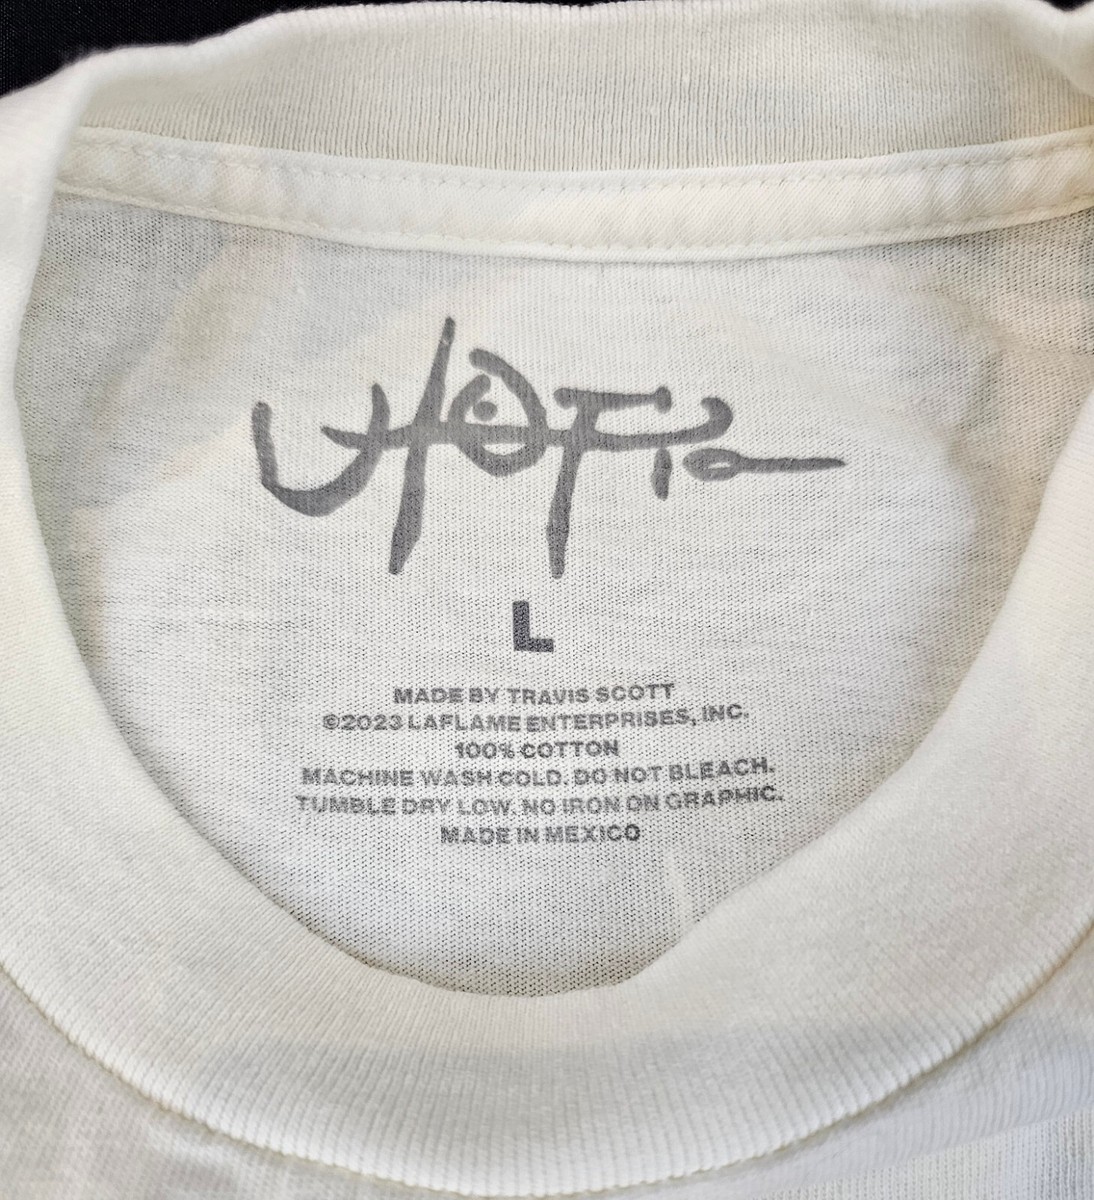 L
MADE BY TRAVIS SCOTT
©2023 LAFLAME ENTERPRISES, INC.
100% COTTON
MACHINE WASH COLD. DO NOT BLEACH.
TUMBLE DRY LOW. NO IRON ON GRAPHIC.
MADE IN MEXICO